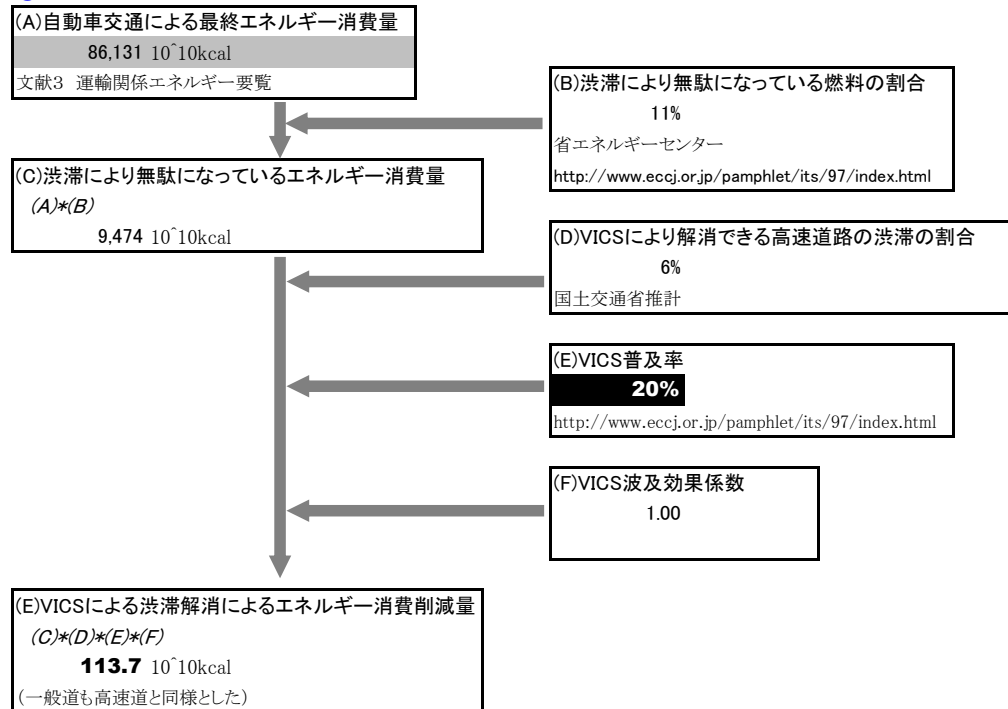 (A)自動車交通による最終エネルギー消費量
86,131 10^10kcal
文献3 運輸関係エネルギー要覧
(B)渋滞により無駄になっている燃料の割合
11%
省エネルギーセンター
http://www.eccj.or.jp/pamphlet/its/97/index.html
(C)渋滞により無駄になっているエネルギー消費量
(A)*(B)
9,474 10^10kcal
(D)VICSにより解消できる高速道路の渋滞の割合
6%
国土交通省推計
(E)VICS普及率
20%
http://www.eccj.or.jp/pamphlet/its/97/index.html
(F)VICS波及効果係数
1.00
(E)VICSによる渋滞解消によるエネルギー消費削減量
(C)*(D)*(E)*(F)
113.7 10^10kcal
(一般道も高速道と同様とした)